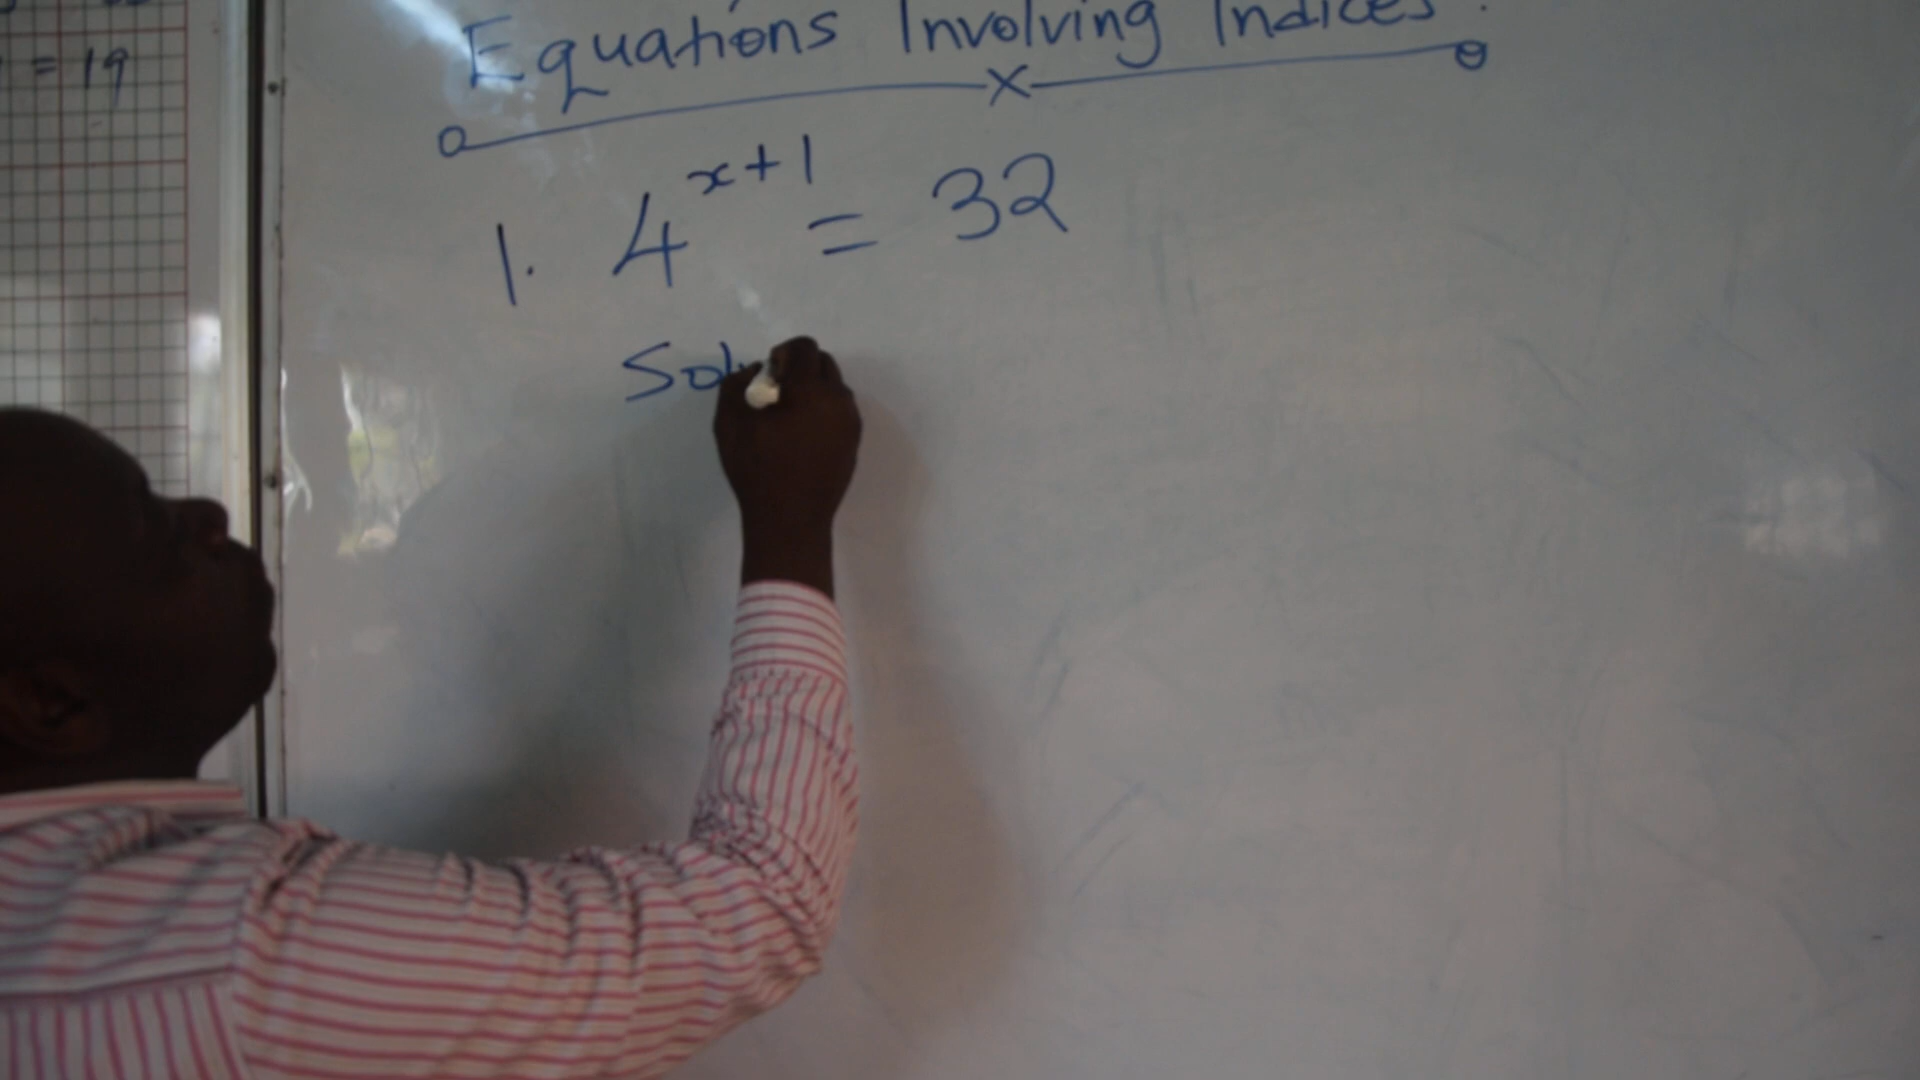 = 19
Equations Involving Indices.
1. 4^{x+1} = 32